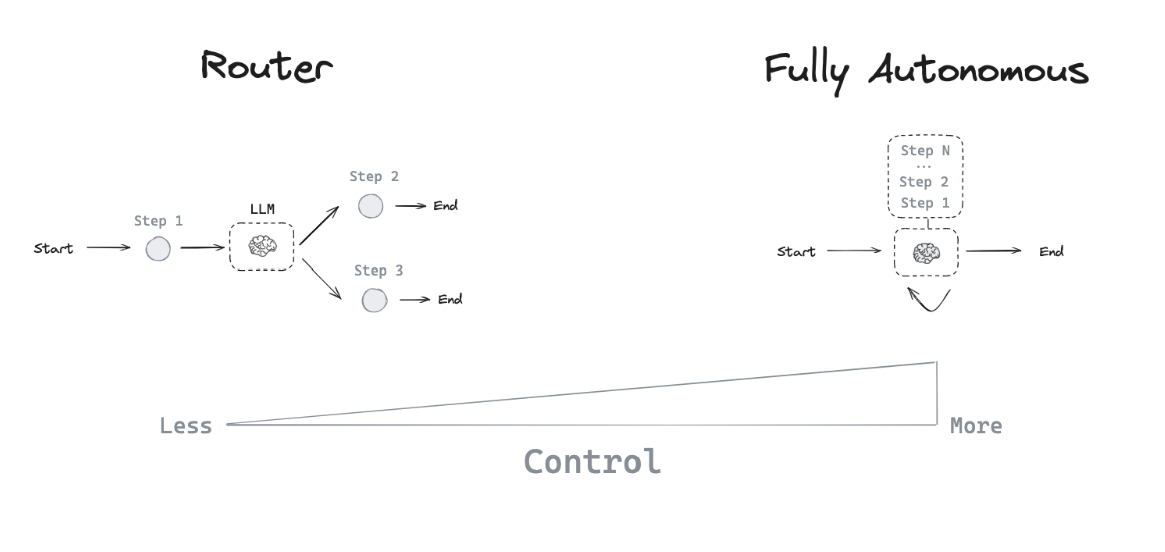 Router
Start
Step 1
LLM
Step 2
End
Step 3
End
Fully Autonomous
Step N
...
Step 2
Step 1
Start
End
Less
More
Control